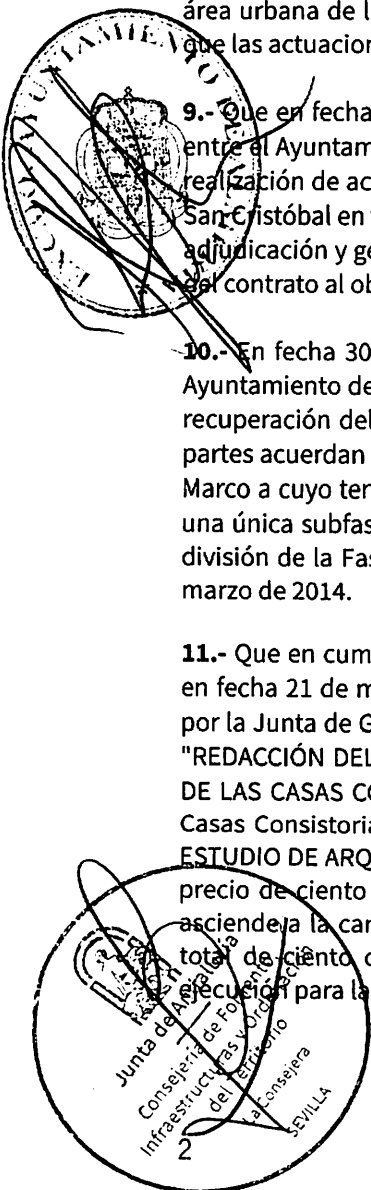 área urbana de l
que las actuacion
9.- Que en fecha
entre el Ayuntam
realización de ac
San Cristóbal en
adjudicación y ge
del contrato al ob
10.- En fecha 30
Ayuntamiento de
recuperación del
partes acuerdan
Marco a cuyo ten
una única subfas
división de la Fas
marzo de 2014.
11.- Que en cum
en fecha 21 de m
por la Junta de G
"REDACCIÓN DEL
DE LAS CASAS CO
Casas Consistoria
ESTUDIO DE ARQ
precio de ciento
asciende a la can
total de ciento c
ejecución para la
EXCMO. AYUNTAMIENTO DE
Junta de Andalucía
Consejería de Fomento
Infraestructuras y Ordenación
del Territorio
La Consejera
SEVILLA
2